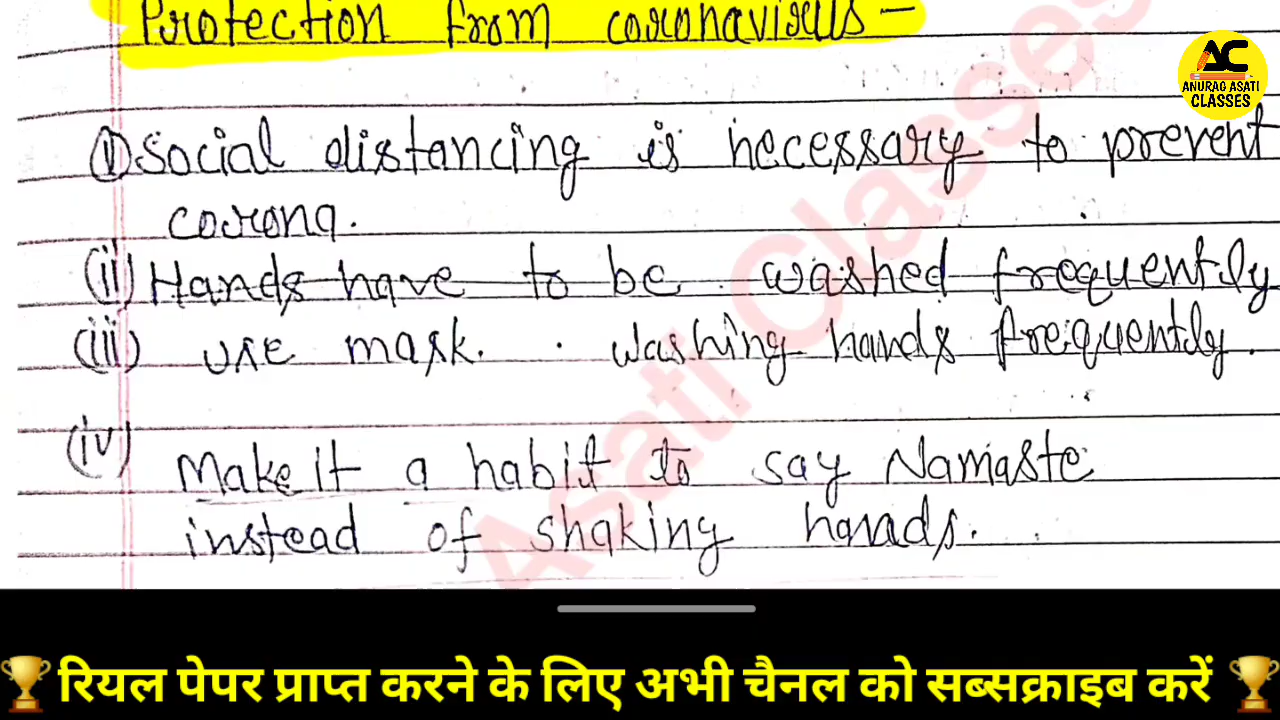 Protection from coronavirus-
AC
ANURAG ASATI
CLASSES
(i) Social distancing is necessary to prevent
corona.
(ii) Hands have to be washed frequently
(iii) use mask. washing hands frequently.
(iv)
Make it a habit to say Namaste
instead of shaking hands.
Asati Classes
🏆 रियल पेपर प्राप्त करने के लिए अभी चैनल को सब्सक्राइब करें 🏆